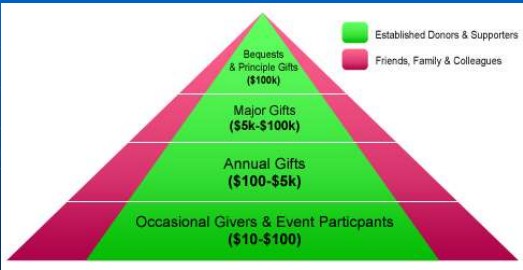 Bequests
& Principle Gifts
($100k)
Major Gifts
($5k-$100k)
Annual Gifts
($100-$5k)
Occasional Givers & Event Particpants
($10-$100)
Established Donors & Supporters
Friends, Family & Colleagues